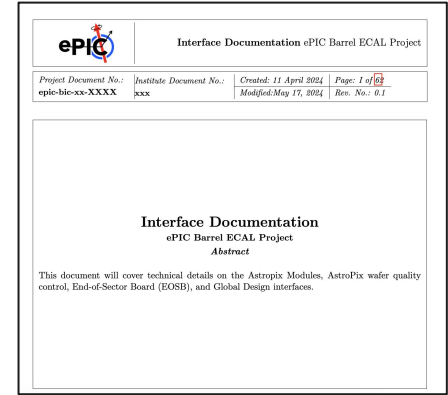 ePIC
Interface Documentation ePIC Barrel ECAL Project
Project Document No.: Institute Document No.: Created: 11 April 2024 Page: 1 of 62
epic-bic-xx-XXXX xxx Modified:May 17, 2024 Rev. No.: 0.1
Interface Documentation
ePIC Barrel ECAL Project
Abstract
This document will cover technical details on the Astropix Modules, AstroPix wafer quality
control, End-of-Sector Board (EOSB), and Global Design interfaces.